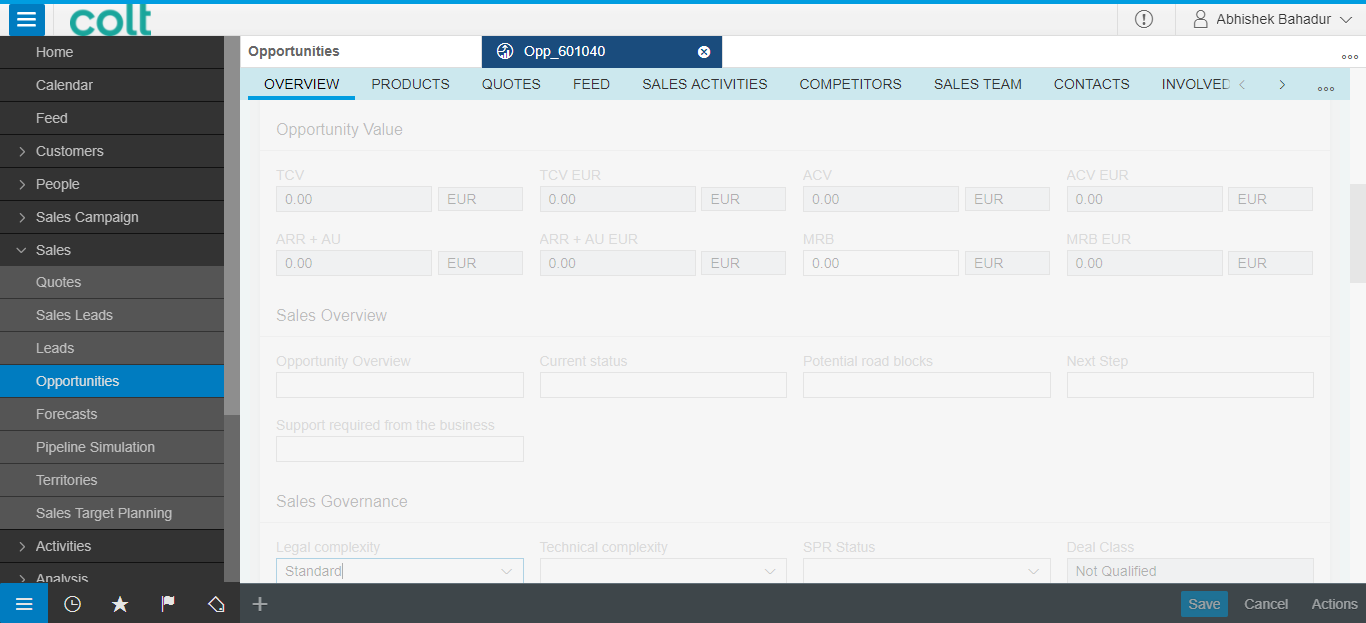 colt
Abhishek Bahadur
Home
Calendar
Feed
Customers
People
Sales Campaign
Sales
Quotes
Sales Leads
Leads
Opportunities
Forecasts
Pipeline Simulation
Territories
Sales Target Planning
Activities
Analysis
Opportunities
Opp_601040
OVERVIEW PRODUCTS QUOTES FEED SALES ACTIVITIES COMPETITORS SALES TEAM CONTACTS INVOLVED
Opportunity Value
TCV TCV EUR ACV ACV EUR
0.00 EUR 0.00 EUR 0.00 EUR 0.00 EUR
ARR + AU ARR + AU EUR MRB MRB EUR
0.00 EUR 0.00 EUR 0.00 EUR 0.00 EUR
Sales Overview
Opportunity Overview Current status Potential road blocks Next Step
Support required from the business
Sales Governance
Legal complexity Technical complexity SPR Status Deal Class
Standard Not Qualified
Save Cancel Actions